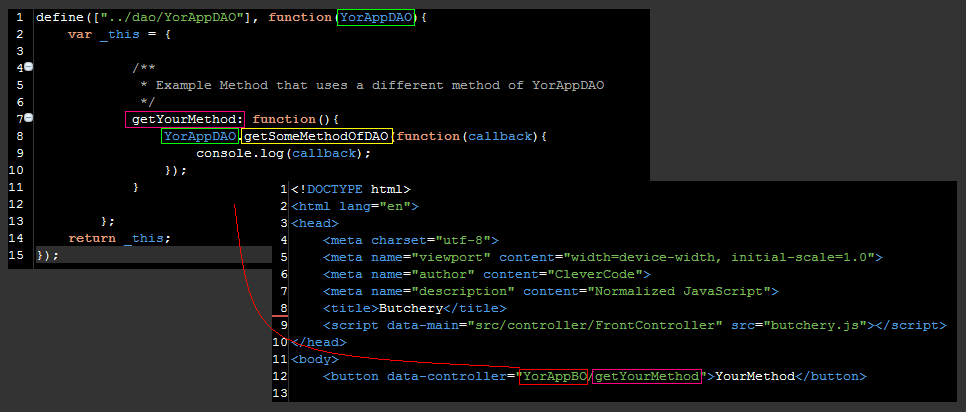 1 define(["../dao/YorAppDAO"], function(YorAppDAO){
2 var _this = {
3
4 /**
5 * Example Method that uses a different method of YorAppDAO
6 */
7 getYourMethod: function(){
8 YorAppDAO.getSomeMethodOfDAO(function(callback){
9 console.log(callback);
10 });
11 }
12
13 };
14 return _this;
15 });
1 <!DOCTYPE html>
2 <html lang="en">
3 <head>
4 <meta charset="utf-8">
5 <meta name="viewport" content="width=device-width, initial-scale=1.0">
6 <meta name="author" content="CleverCode">
7 <meta name="description" content="Normalized JavaScript">
8 <title>Butchery</title>
9 <script data-main="src/controller/FrontController" src="butchery.js"></script>
10 </head>
11 <body>
12 <button data-controller="YorAppBO/getYourMethod">YourMethod</button>
13